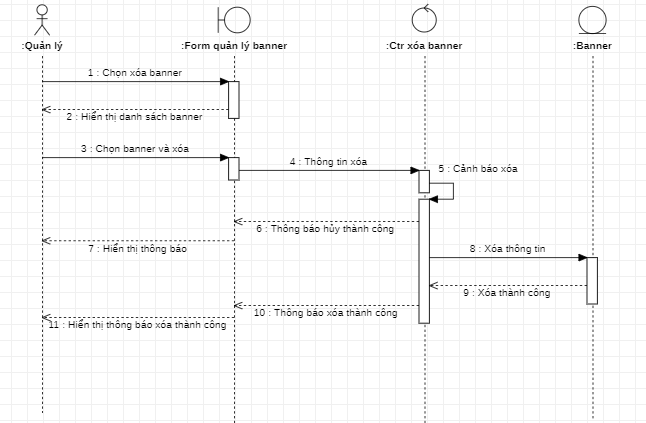 :Quản lý
:Form quản lý banner
:Ctr xóa banner
:Banner
1 : Chọn xóa banner
2 : Hiển thị danh sách banner
3 : Chọn banner và xóa
4 : Thông tin xóa
5 : Cảnh báo xóa
6 : Thông báo hủy thành công
7 : Hiển thị thông báo
8 : Xóa thông tin
9 : Xóa thành công
10 : Thông báo xóa thành công
11 : Hiển thị thông báo xóa thành công